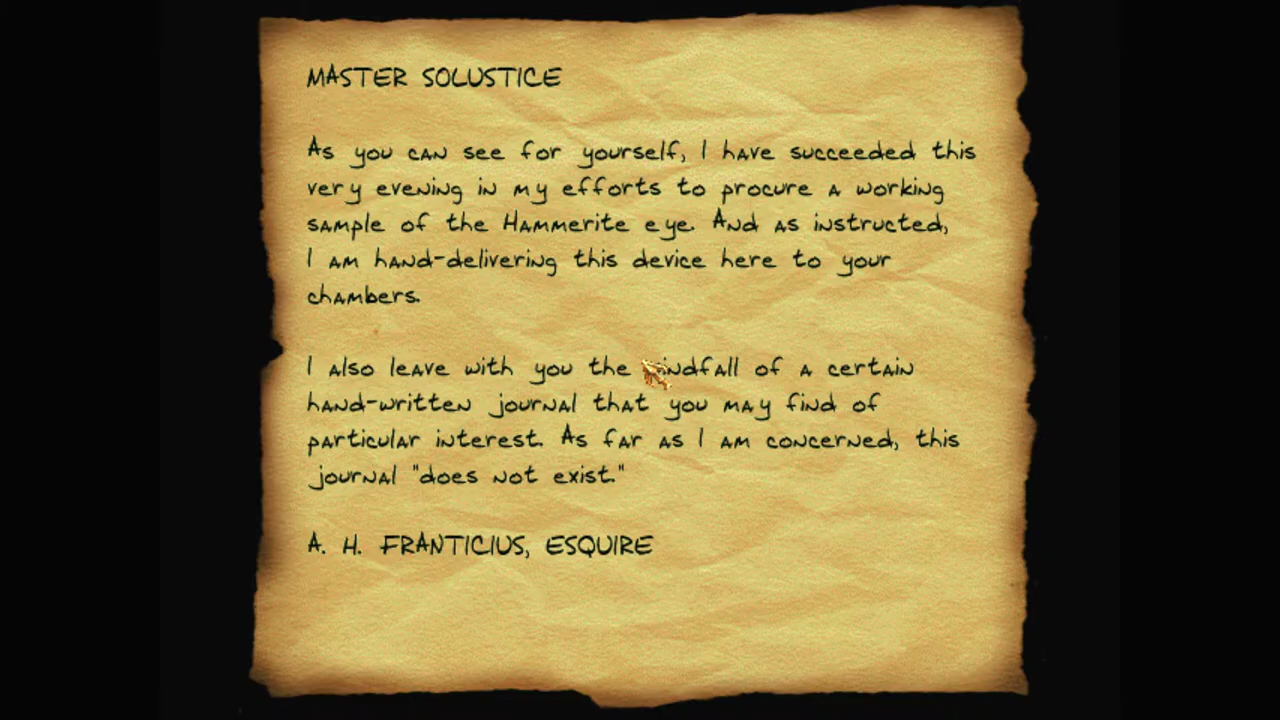 MASTER SOLUSTICE
As you can see for yourself, I have succeeded this
very evening in my efforts to procure a working
sample of the Hammerite eye. And as instructed,
I am hand-delivering this device here to your
chambers.
I also leave with you the windfall of a certain
hand-written journal that you may find of
particular interest. As far as I am concerned, this
journal "does not exist."
A. H. FRANTICIUS, ESQUIRE